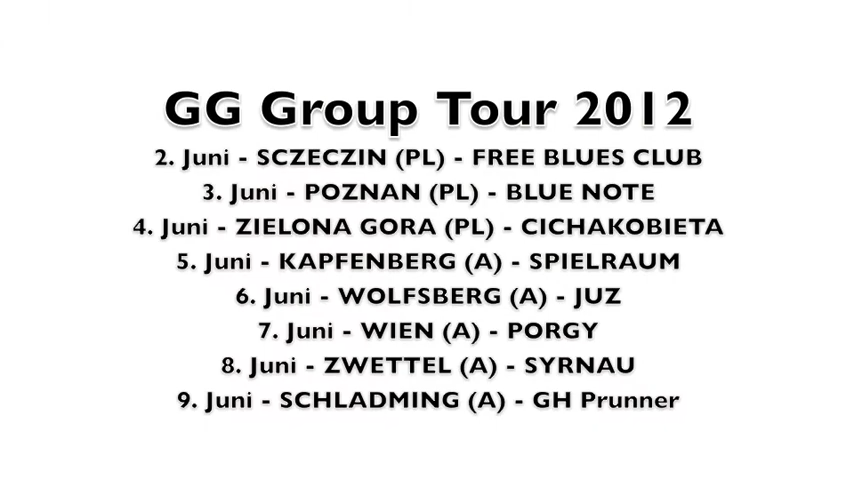 GG Group Tour 2012
2. Juni - SCZECZIN (PL) - FREE BLUES CLUB
3. Juni - POZNAN (PL) - BLUE NOTE
4. Juni - ZIELONA GORA (PL) - CICHAKOBIETA
5. Juni - KAPFENBERG (A) - SPIELRAUM
6. Juni - WOLFSBERG (A) - JUZ
7. Juni - WIEN (A) - PORGY
8. Juni - ZWETTEL (A) - SYRNAU
9. Juni - SCHLADMING (A) - GH Prunner